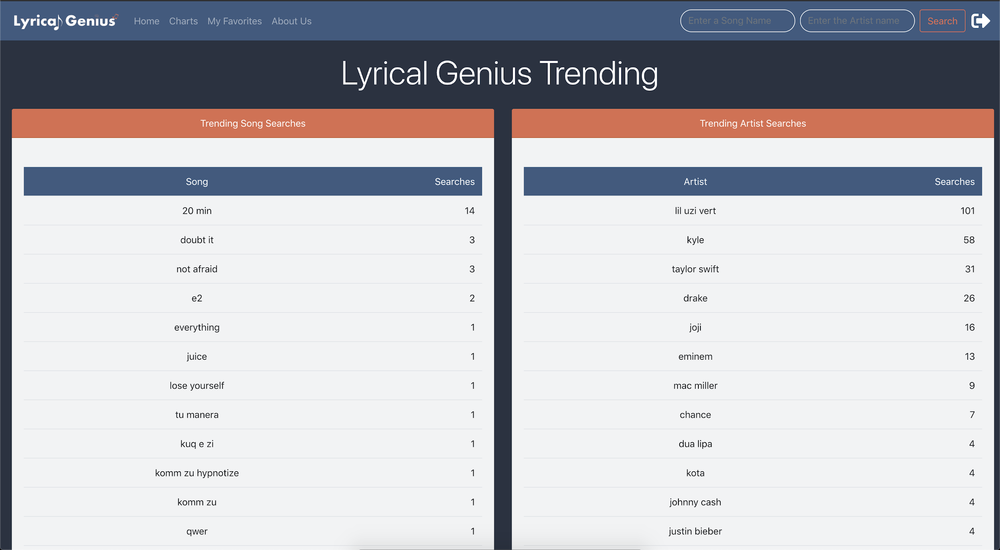 Lyrical Genius Home Charts My Favorites About Us Enter a Song Name Enter the Artist name Search
Lyrical Genius Trending
Trending Song Searches
Song Searches
20 min 14
doubt it 3
not afraid 3
e2 2
everything 1
juice 1
lose yourself 1
tu manera 1
kuq e zi 1
komm zu hypnotize 1
komm zu 1
qwer 1
Trending Artist Searches
Artist Searches
lil uzi vert 101
kyle 58
taylor swift 31
drake 26
joji 16
eminem 13
mac miller 9
chance 7
dua lipa 4
kota 4
johnny cash 4
justin bieber 4